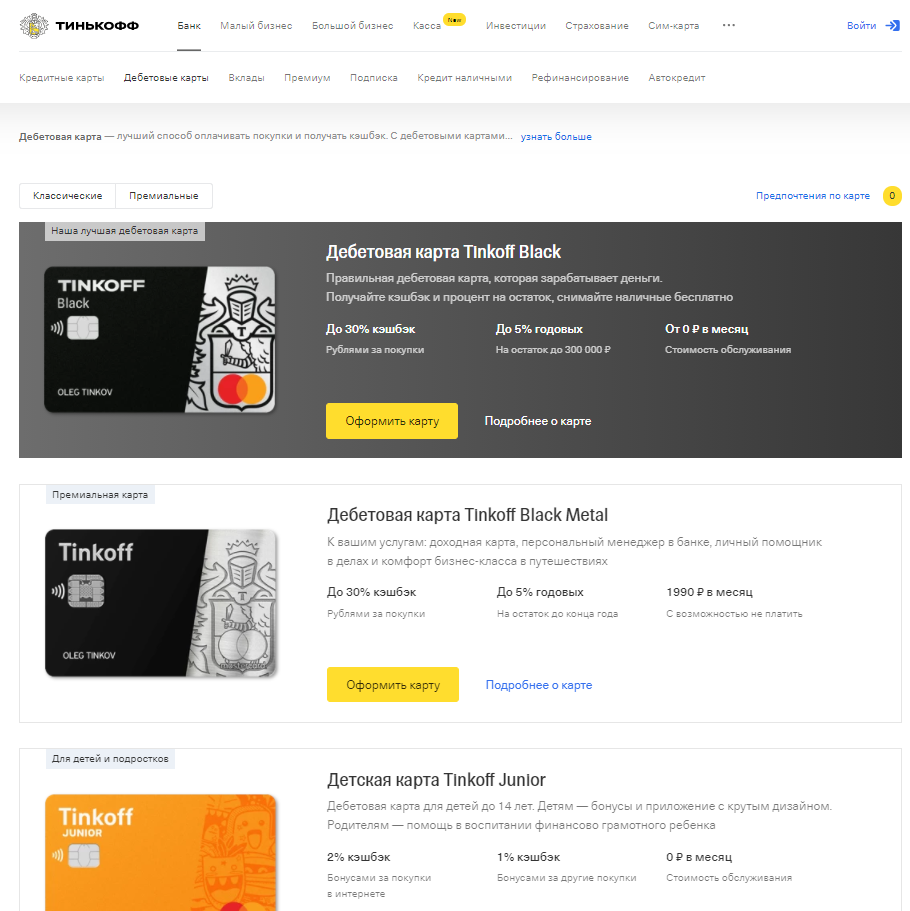 ТИНЬКОФФ
Банк Малый бизнес Большой бизнес Касса New Инвестиции Страхование Сим-карта ··· Войти
Кредитные карты Дебетовые карты Вклады Премиум Подписка Кредит наличными Рефинансирование Автокредит
Дебетовая карта — лучший способ оплачивать покупки и получать кэшбэк. С дебетовыми картами... узнать больше
Классические Премиальные Предпочтения по карте 0
Наша лучшая дебетовая карта
TINKOFF
Black
OLEG TINKOV
Дебетовая карта Tinkoff Black
Правильная дебетовая карта, которая зарабатывает деньги.
Получайте кэшбэк и процент на остаток, снимайте наличные бесплатно
До 30% кэшбэк До 5% годовых От 0 ₽ в месяц
Рублями за покупки На остаток до 300 000 ₽ Стоимость обслуживания
Оформить карту Подробнее о карте
Премиальная карта
Tinkoff
OLEG TINKOV
mastercard
Дебетовая карта Tinkoff Black Metal
К вашим услугам: доходная карта, персональный менеджер в банке, личный помощник
в делах и комфорт бизнес-класса в путешествиях
До 30% кэшбэк До 5% годовых 1990 ₽ в месяц
Рублями за покупки На остаток до конца года С возможностью не платить
Оформить карту Подробнее о карте
Для детей и подростков
Tinkoff
JUNIOR
Детская карта Tinkoff Junior
Дебетовая карта для детей до 14 лет. Детям — бонусы и приложение с крутым дизайном.
Родителям — помощь в воспитании финансово грамотного ребенка
2% кэшбэк 1% кэшбэк 0 ₽ в месяц
Бонусами за покупки Бонусами за другие покупки Стоимость обслуживания
в интернете